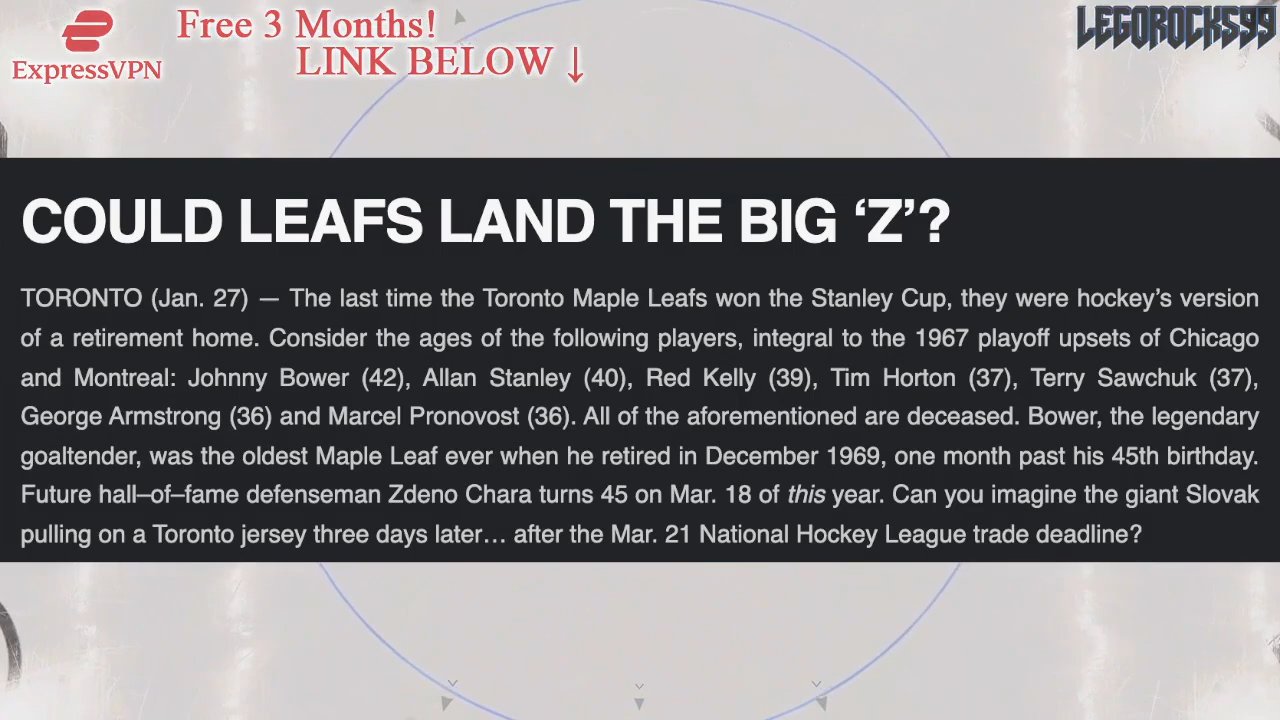 Free 3 Months!
LINK BELOW ↓
ExpressVPN
LEGOROCKS99
COULD LEAFS LAND THE BIG ‘Z’?
TORONTO (Jan. 27) — The last time the Toronto Maple Leafs won the Stanley Cup, they were hockey’s version
of a retirement home. Consider the ages of the following players, integral to the 1967 playoff upsets of Chicago
and Montreal: Johnny Bower (42), Allan Stanley (40), Red Kelly (39), Tim Horton (37), Terry Sawchuk (37),
George Armstrong (36) and Marcel Pronovost (36). All of the aforementioned are deceased. Bower, the legendary
goaltender, was the oldest Maple Leaf ever when he retired in December 1969, one month past his 45th birthday.
Future hall–of–fame defenseman Zdeno Chara turns 45 on Mar. 18 of this year. Can you imagine the giant Slovak
pulling on a Toronto jersey three days later… after the Mar. 21 National Hockey League trade deadline?